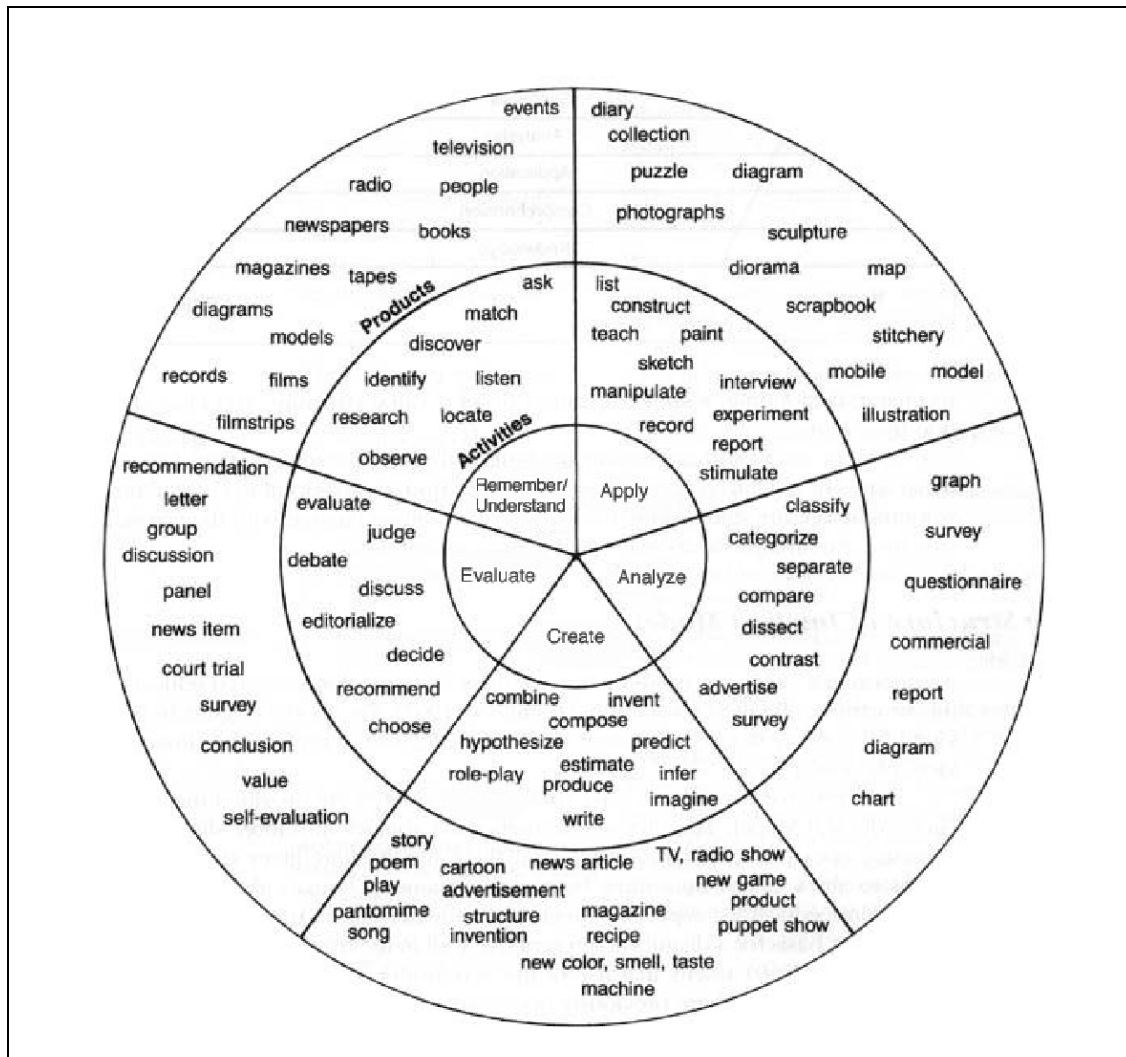 events
television
radio
people
newspapers
books
magazines
tapes
diagrams
models
records
films
filmstrips
Products
ask
match
discover
identify
listen
research
locate
observe
Activities
Remember/
Understand
diary
collection
puzzle
diagram
photographs
sculpture
diorama
map
scrapbook
stitchery
mobile
model
illustration
list
construct
teach
paint
sketch
manipulate
interview
experiment
record
report
stimulate
Apply
graph
survey
questionnaire
commercial
report
diagram
chart
classify
categorize
separate
compare
dissect
contrast
advertise
survey
Analyze
Create
combine
invent
compose
hypothesize
predict
estimate
role-play
produce
infer
imagine
write
story
poem
play
pantomime
song
cartoon
advertisement
structure
invention
news article
magazine
recipe
TV, radio show
new game
product
puppet show
new color, smell, taste
machine
Evaluate
evaluate
judge
debate
discuss
editorialize
decide
recommend
choose
recommendation
letter
group
discussion
panel
news item
court trial
survey
conclusion
value
self-evaluation